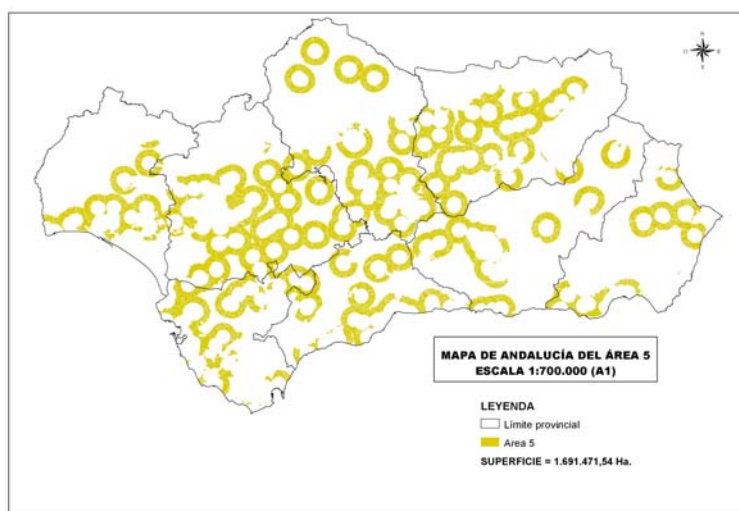 N
O
E
S
MAPA DE ANDALUCÍA DEL ÁREA 5
ESCALA 1:700.000 (A1)
LEYENDA
Límite provincial
Area 5
SUPERFICIE = 1.691.471,54 Ha.